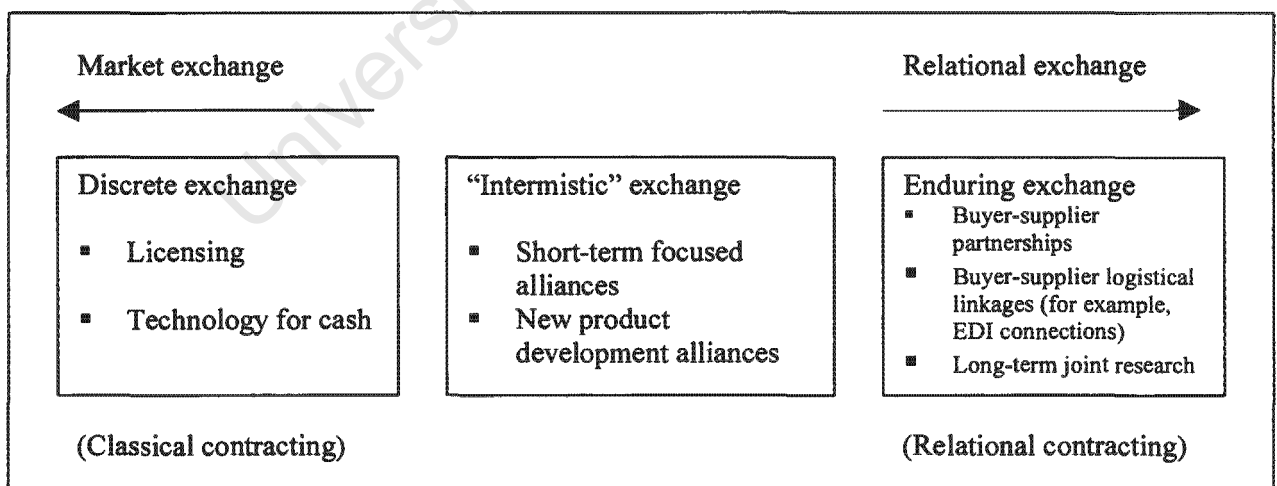 Universi
Market exchange
Relational exchange
Discrete exchange
▪ Licensing
▪ Technology for cash
“Intermistic” exchange
▪ Short-term focused
alliances
▪ New product
development alliances
Enduring exchange
▪ Buyer-supplier
partnerships
▪ Buyer-supplier logistical
linkages (for example,
EDI connections)
▪ Long-term joint research
(Classical contracting)
(Relational contracting)